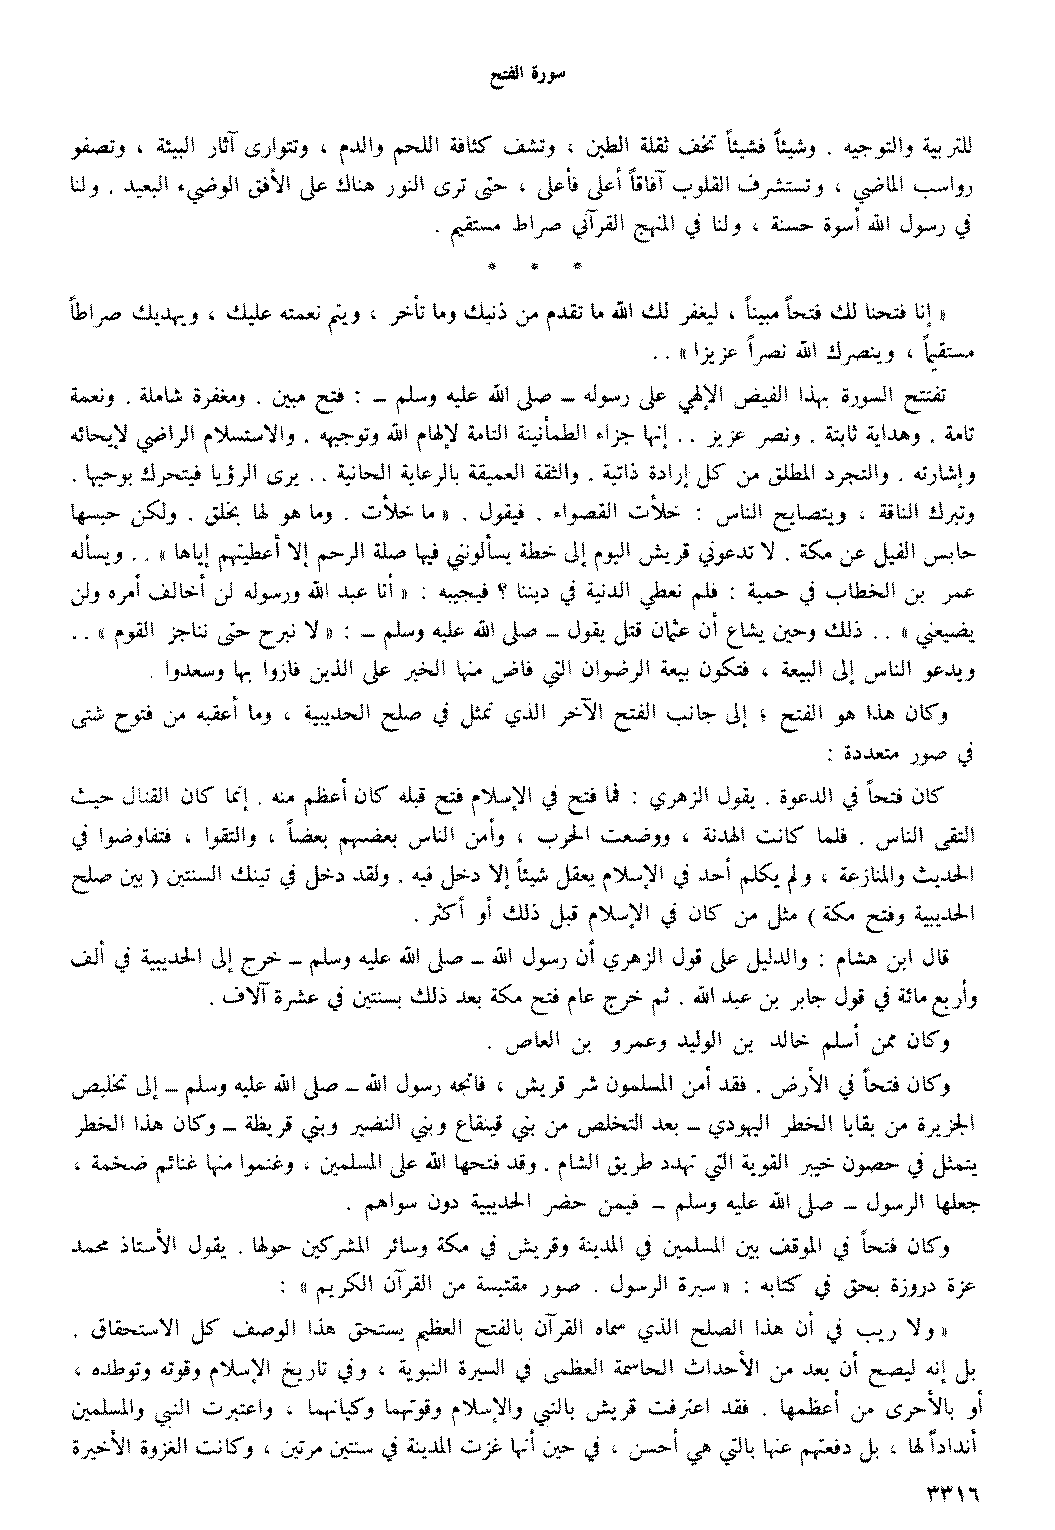 سورة الفتح
للتربية والتوجيه . وشيئاً فشيئاً تخف ثقلة الطين ، وتشف كثافة اللحم والدم ، وتتوارى آثار البيئة ، وتصفو
رواسب الماضي ، وتستشرف القلوب آفاقاً أعلى فأعلى ، حتى ترى النور هناك على الأفق الوضيء البعيد . ولنا
في رسول الله أسوة حسنة ، ولنا في المنهج القرآني صراط مستقيم .
* * *
« إنا فتحنا لك فتحاً مبيناً ، ليغفر لك الله ما تقدم من ذنبك وما تأخر ، ويتم نعمته عليك ، ويهديك صراطاً
مستقيماً ، وينصرك الله نصراً عزيزا » . .
تفتتح السورة بهذا الفيض الإلهي على رسوله – صلى الله عليه وسلم – : فتح مبين . ومغفرة شاملة . ونعمة
تامة . وهداية ثابتة . ونصر عزيز . . إنها جزاء الطمأنينة التامة لإلهام الله وتوجيهه . والاستسلام الراضي لإيحائه
وإشارته . والتجرد المطلق من كل إرادة ذاتية . والثقة العميقة بالرعاية الحانية . . يرى الرؤيا فيتحرك بوحيها .
وتبرك الناقة ، ويتصايح الناس : خلأت القصواء . فيقول . « ما خلأت . وما هو لها بخلق . ولكن حبسها
حابس الفيل عن مكة . لا تدعوني قريش اليوم إلى خطة يسألونني فيها صلة الرحم إلا أعطيتهم إياها » . . ويسأله
عمر بن الخطاب في حمية : فلم نعطي الدنية في ديننا ؟ فيجيبه : « أنا عبد الله ورسوله لن أخالف أمره ولن
يضيعني » . . ذلك وحين يشاع أن عثمان قتل يقول – صلى الله عليه وسلم – : « لا نبرح حتى نناجز القوم » . .
ويدعو الناس إلى البيعة ، فتكون بيعة الرضوان التي فاض منها الخير على الذين فازوا بها وسعدوا .
وكان هذا هو الفتح ؛ إلى جانب الفتح الآخر الذي تمثل في صلح الحديبية ، وما أعقبه من فتوح شتى
في صور متعددة :
كان فتحاً في الدعوة . يقول الزهري : فما فتح في الإسلام فتح قبله كان أعظم منه . إنما كان القتال حيث
التقى الناس . فلما كانت الهدنة ، ووضعت الحرب ، وأمن الناس بعضهم بعضاً ، والتقوا ، فتفاوضوا في
الحديث والمنازعة ، ولم يكلم أحد في الإسلام يعقل شيئاً إلا دخل فيه . ولقد دخل في تينك السنتين ( بين صلح
الحديبية وفتح مكة ) مثل من كان في الإسلام قبل ذلك أو أكثر .
قال ابن هشام : والدليل على قول الزهري أن رسول الله – صلى الله عليه وسلم – خرج إلى الحديبية في ألف
وأربع مائة في قول جابر بن عبد الله . ثم خرج عام فتح مكة بعد ذلك بسنتين في عشرة آلاف .
وكان ممن أسلم خالد بن الوليد وعمرو بن العاص .
وكان فتحاً في الأرض . فقد أمن المسلمون شر قريش ، فاتجه رسول الله – صلى الله عليه وسلم – إلى تخليص
الجزيرة من بقايا الخطر اليهودي – بعد التخلص من بني قينقاع وبني النضير وبني قريظة – وكان هذا الخطر
يتمثل في حصون خيبر القوية التي تهدد طريق الشام . وقد فتحها الله على المسلمين ، وغنموا منها غنائم ضخمة ،
جعلها الرسول – صلى الله عليه وسلم – فيمن حضر الحديبية دون سواهم .
وكان فتحاً في الموقف بين المسلمين في المدينة وقريش في مكة وسائر المشركين حولها . يقول الأستاذ محمد
عزة دروزة بحق في كتابه : « سيرة الرسول . صور مقتبسة من القرآن الكريم » :
« ولا ريب في أن هذا الصلح الذي سماه القرآن بالفتح العظيم يستحق هذا الوصف كل الاستحقاق .
بل إنه ليصح أن يعد من الأحداث الحاسمة العظمى في السيرة النبوية ، وفي تاريخ الإسلام وقوته وتوطده ،
أو بالأحرى من أعظمها . فقد اعترفت قريش بالنبي والإسلام وقوتهما وكيانهما ، واعتبرت النبي والمسلمين
أنداداً لها ، بل دفعتهم عنها بالتي هي أحسن ، في حين أنها غزت المدينة في سنتين مرتين ، وكانت الغزوة الأخيرة
٣٣١٦